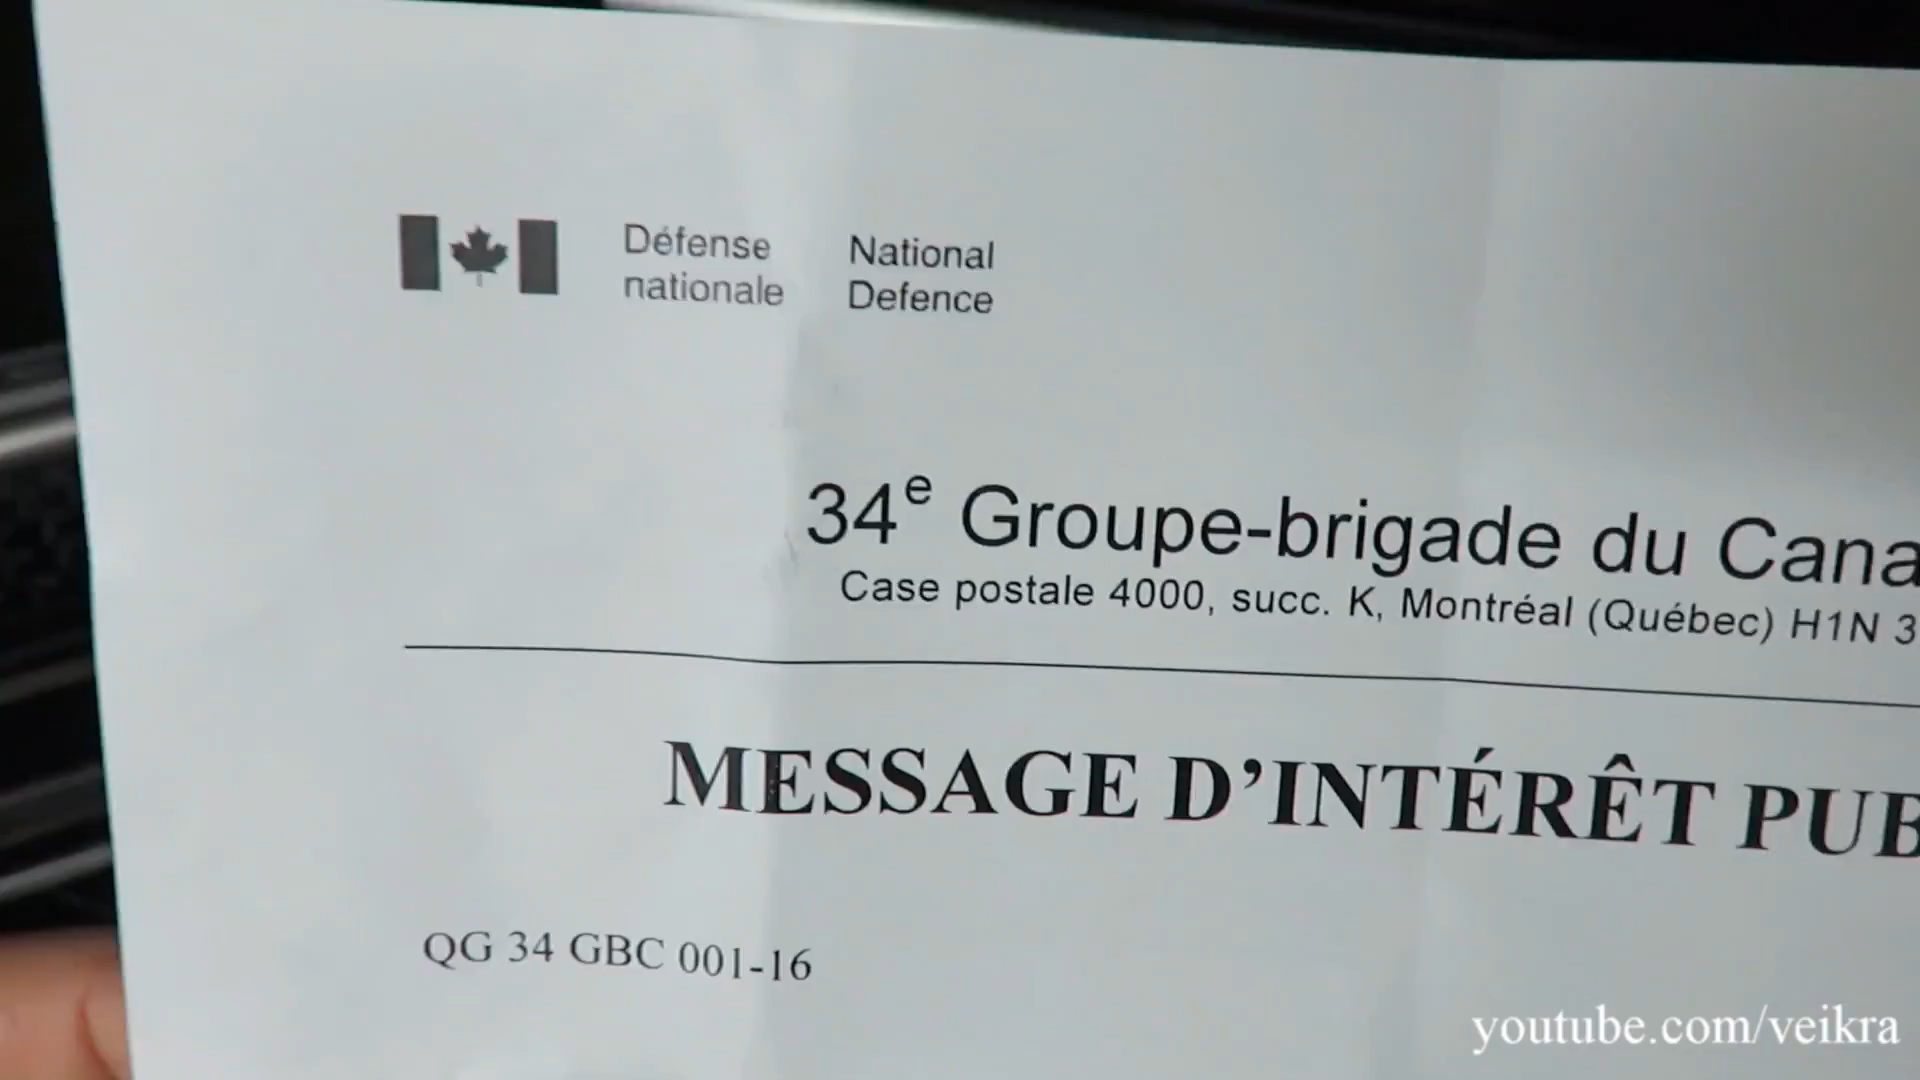 Défense nationale
National Defence
34e Groupe-brigade du Cana
Case postale 4000, succ. K, Montréal (Québec) H1N 3
MESSAGE D’INTÉRÊT PUB
QG 34 GBC 001-16
youtube.com/veikra